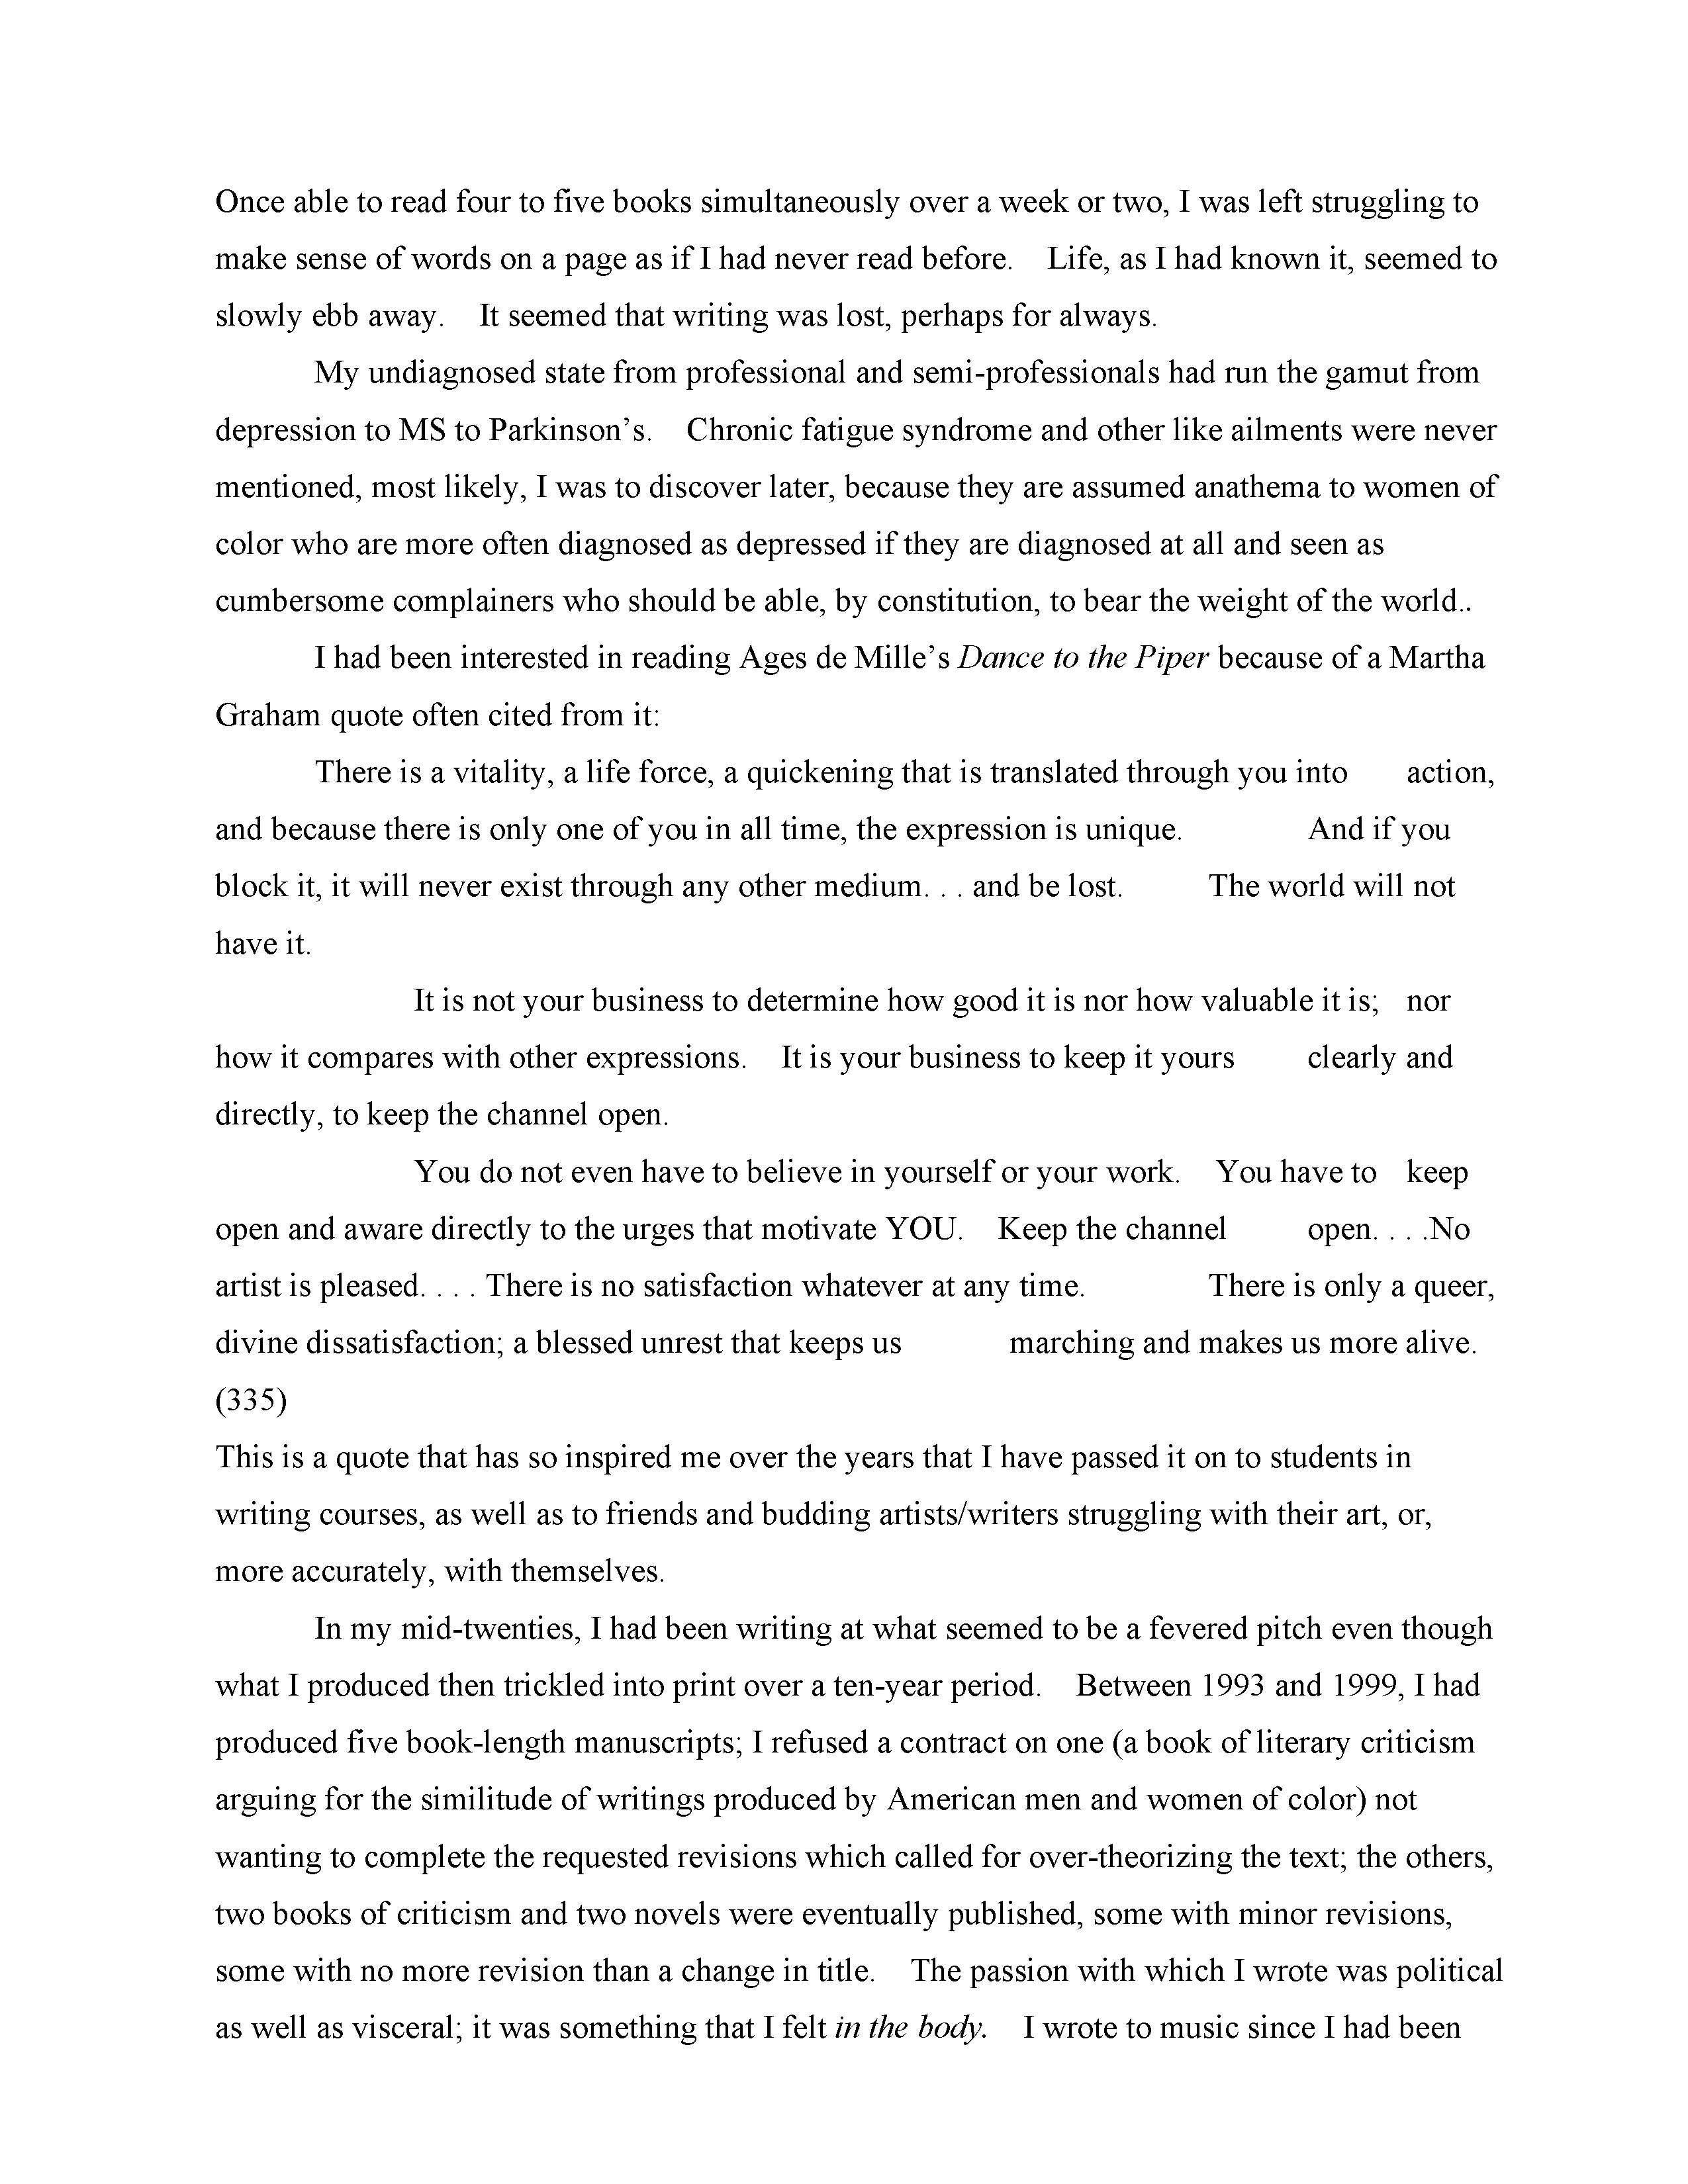 Once able to read four to five books simultaneously over a week or two, I was left struggling to
make sense of words on a page as if I had never read before. Life, as I had known it, seemed to
slowly ebb away. It seemed that writing was lost, perhaps for always.
My undiagnosed state from professional and semi-professionals had run the gamut from
depression to MS to Parkinson’s. Chronic fatigue syndrome and other like ailments were never
mentioned, most likely, I was to discover later, because they are assumed anathema to women of
color who are more often diagnosed as depressed if they are diagnosed at all and seen as
cumbersome complainers who should be able, by constitution, to bear the weight of the world..
I had been interested in reading Ages de Mille’s Dance to the Piper because of a Martha
Graham quote often cited from it:
There is a vitality, a life force, a quickening that is translated through you into action,
and because there is only one of you in all time, the expression is unique. And if you
block it, it will never exist through any other medium. . . and be lost. The world will not
have it.
It is not your business to determine how good it is nor how valuable it is; nor
how it compares with other expressions. It is your business to keep it yours clearly and
directly, to keep the channel open.
You do not even have to believe in yourself or your work. You have to keep
open and aware directly to the urges that motivate YOU. Keep the channel open. . . .No
artist is pleased. . . . There is no satisfaction whatever at any time. There is only a queer,
divine dissatisfaction; a blessed unrest that keeps us marching and makes us more alive.
(335)
This is a quote that has so inspired me over the years that I have passed it on to students in
writing courses, as well as to friends and budding artists/writers struggling with their art, or,
more accurately, with themselves.
In my mid-twenties, I had been writing at what seemed to be a fevered pitch even though
what I produced then trickled into print over a ten-year period. Between 1993 and 1999, I had
produced five book-length manuscripts; I refused a contract on one (a book of literary criticism
arguing for the similitude of writings produced by American men and women of color) not
wanting to complete the requested revisions which called for over-theorizing the text; the others,
two books of criticism and two novels were eventually published, some with minor revisions,
some with no more revision than a change in title. The passion with which I wrote was political
as well as visceral; it was something that I felt in the body. I wrote to music since I had been